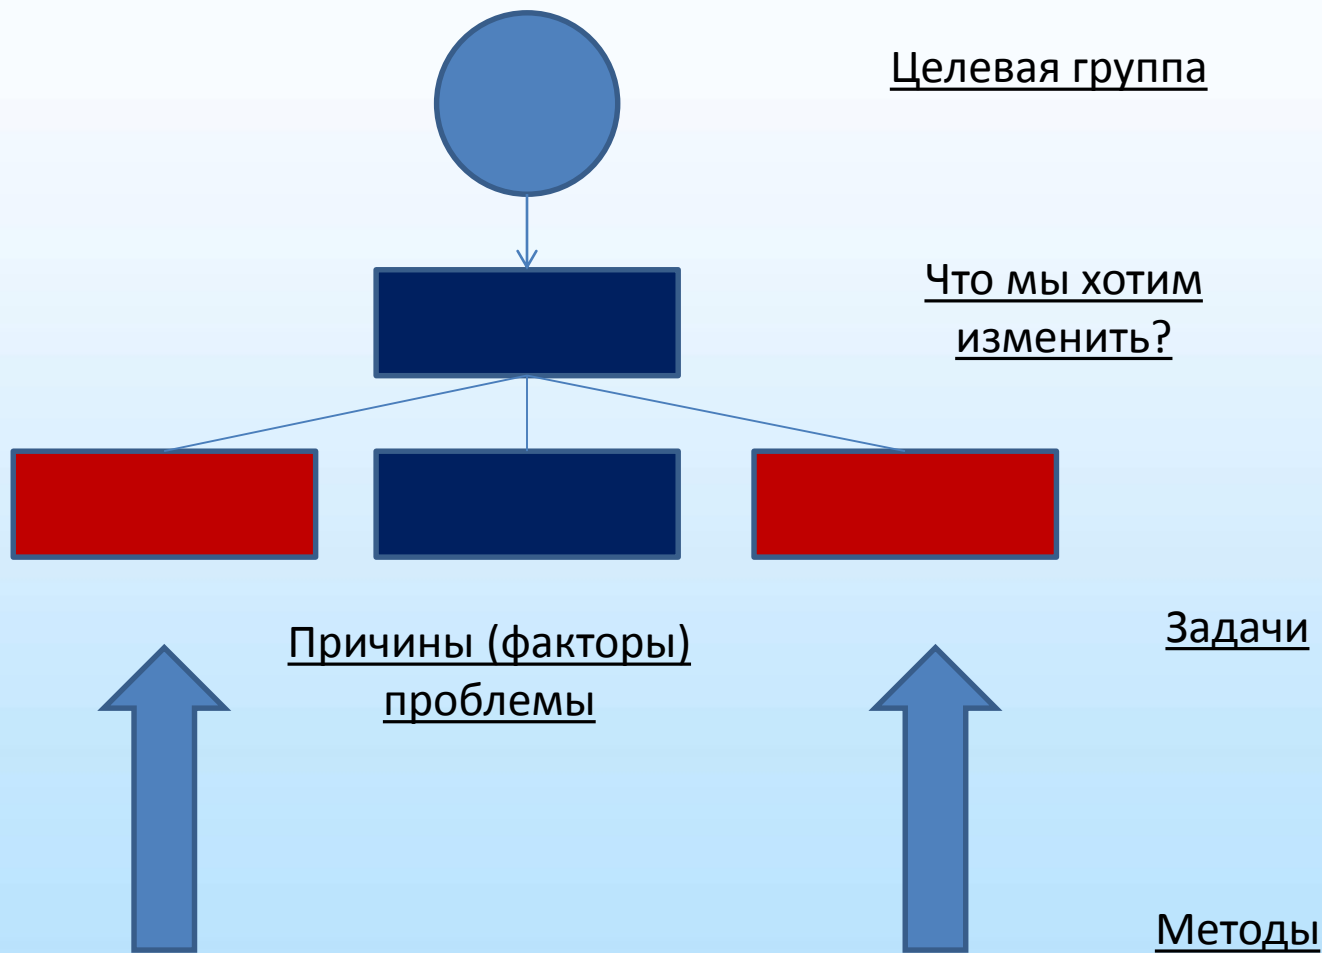 Целевая группа
Что мы хотим
изменить?
Причины (факторы)
проблемы
Задачи
Методы